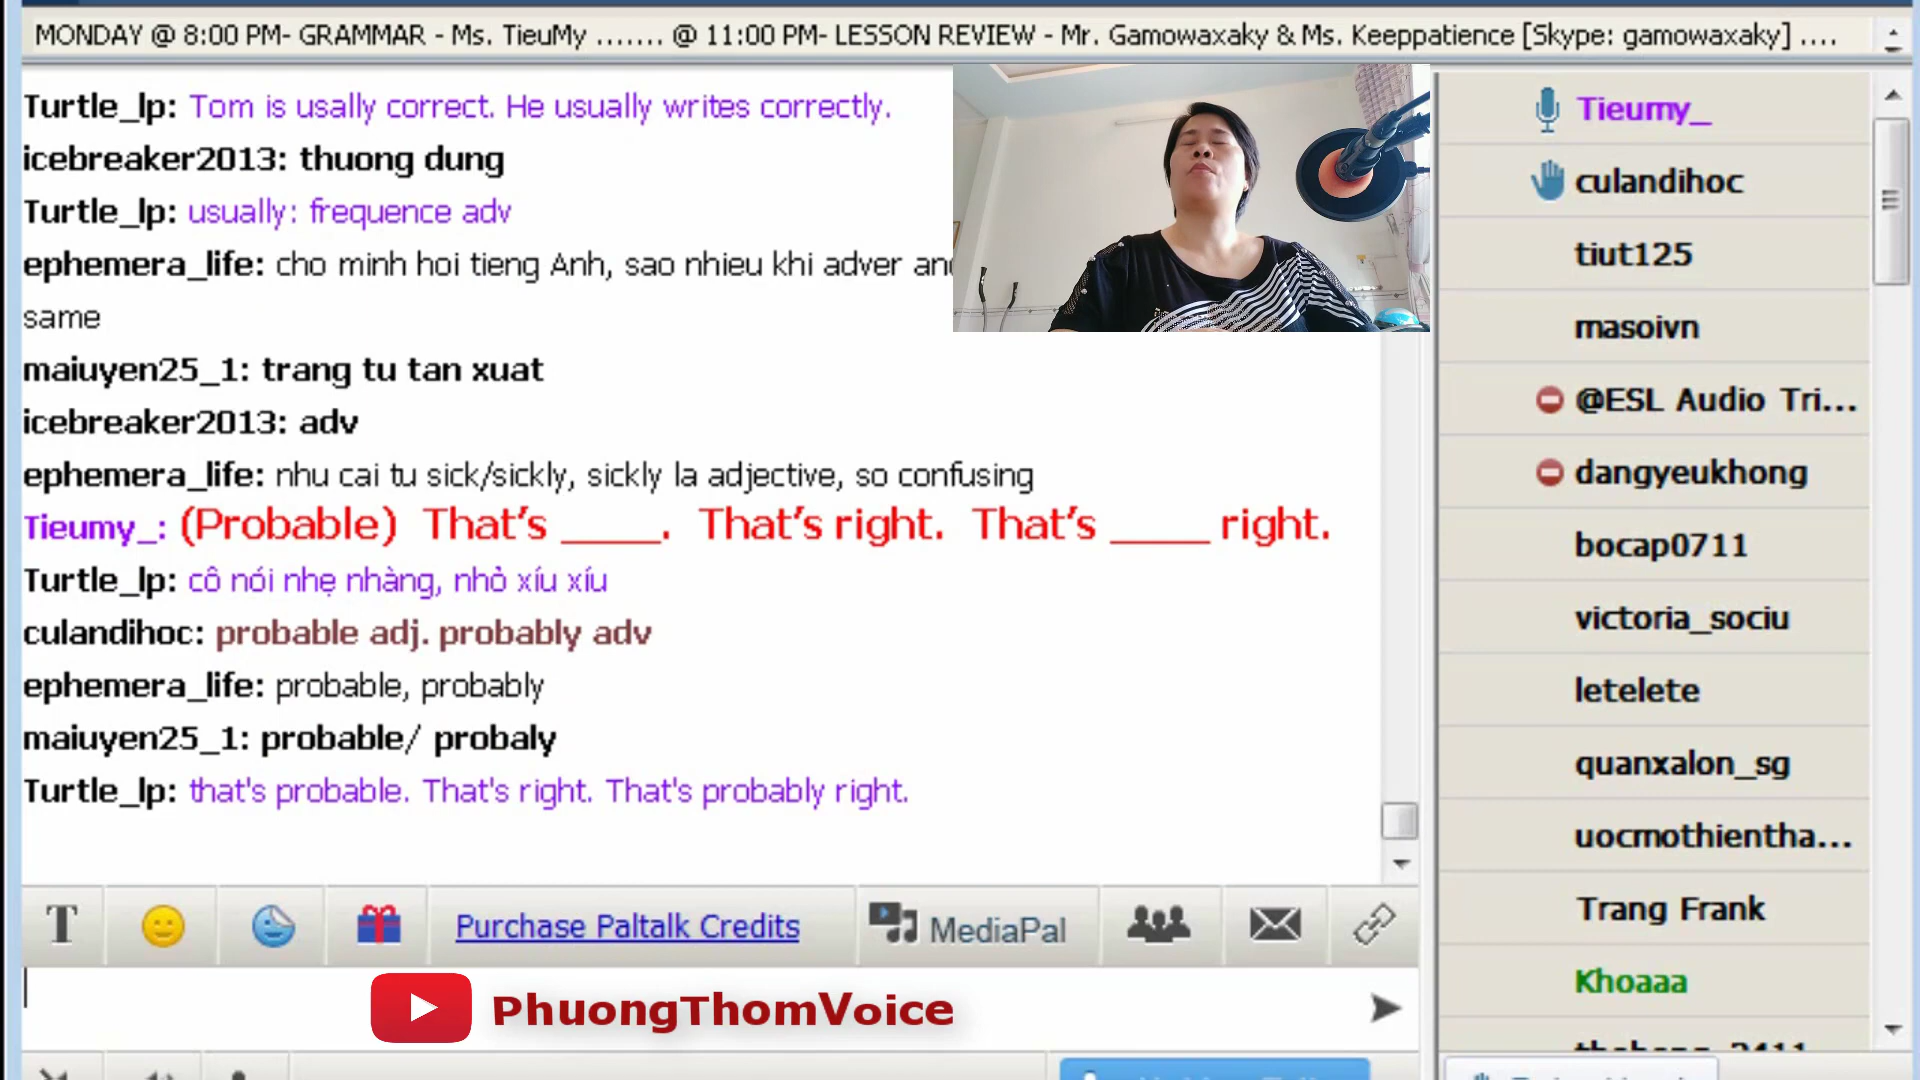 MONDAY @ 8:00 PM- GRAMMAR - Ms. TieuMy ....... @ 11:00 PM- LESSON REVIEW - Mr. Gamowaxaky & Ms. Keeppatience [Skype: gamowaxaky] ....
Turtle_lp: Tom is usally correct. He usually writes correctly.
icebreaker2013: thuong dung
Turtle_lp: usually: frequence adv
ephemera_life: cho minh hoi tieng Anh, sao nhieu khi adver
same
maiuyen25_1: trang tu tan xuat
icebreaker2013: adv
ephemera_life: nhu cai tu sick/sickly, sickly la adjective, so confusing
Tieumy_: (Probable) That's ____. That's right. That's ____ right.
Turtle_lp: cô nói nhẹ nhàng, nhỏ xíu xíu
culandihoc: probable adj. probably adv
ephemera_life: probable, probably
maiuyen25_1: probable/ probaly
Turtle_lp: that's probable. That's right. That's probably right.
T
Purchase Paltalk Credits
MediaPal
PhuongThomVoice
Tieumy_
culandihoc
tiut125
masoivn
@ESL Audio Tri...
dangyeukhong
bocap0711
victoria_sociu
letelete
quanxalon_sg
uocmothientha...
Trang Frank
Khoaaa